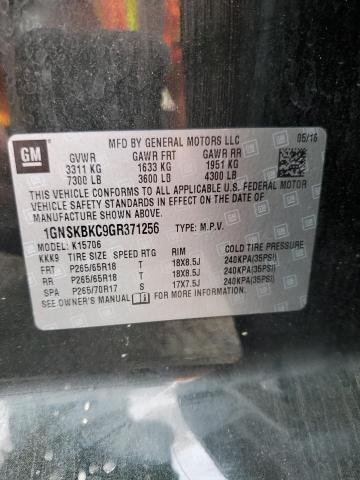 GM
MFD BY GENERAL MOTORS LLC 05/16
GVWR GAWR FRT GAWR RR
3311 KG 1633 KG 1951 KG
7300 LB 3600 LB 4300 LB
THIS VEHICLE CONFORMS TO ALL APPLICABLE U.S. FEDERAL MOTOR
VEHICLE SAFETY STANDARDS IN EFFECT ON THE DATE OF
MANUFACTURE SHOWN ABOVE.
1GNSKBKC9GR371256 TYPE: M.P.V.
MODEL: K15706
KKK9 TIRE SIZE SPEED RTG RIM COLD TIRE PRESSURE
FRT P265/65R18 T 18X8.5J 240KPA(35PSI)
RR P265/65R18 T 18X8.5J 240KPA(35PSI)
SPA P265/70R17 S 17X7.5J 240KPA(35PSI)
SEE OWNER'S MANUAL FOR MORE INFORMATION.